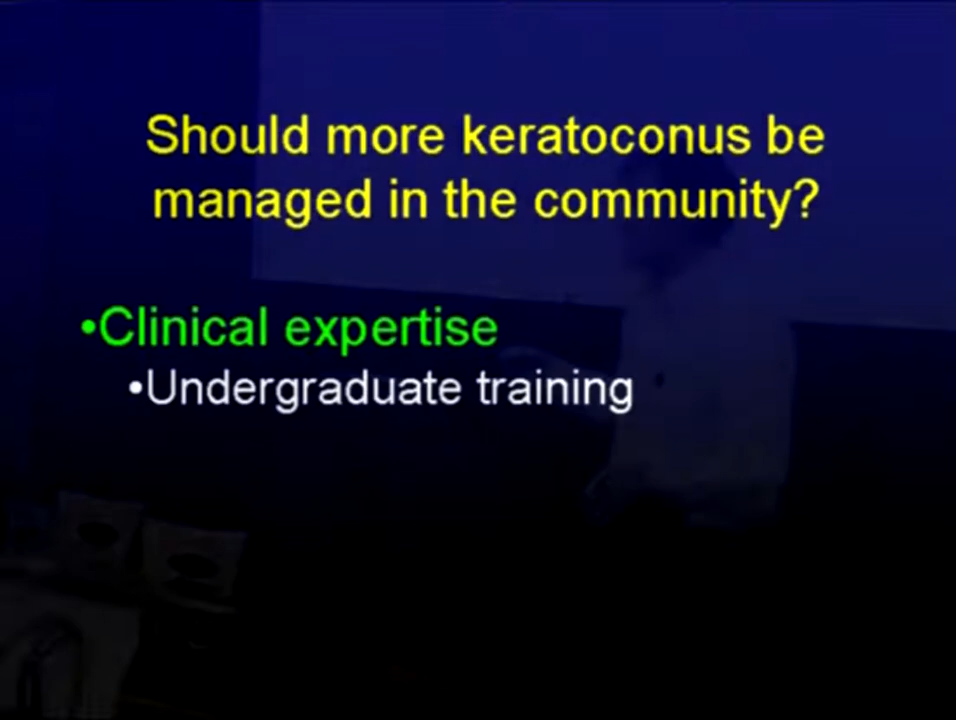 Should more keratoconus be
managed in the community?
•Clinical expertise
•Undergraduate training